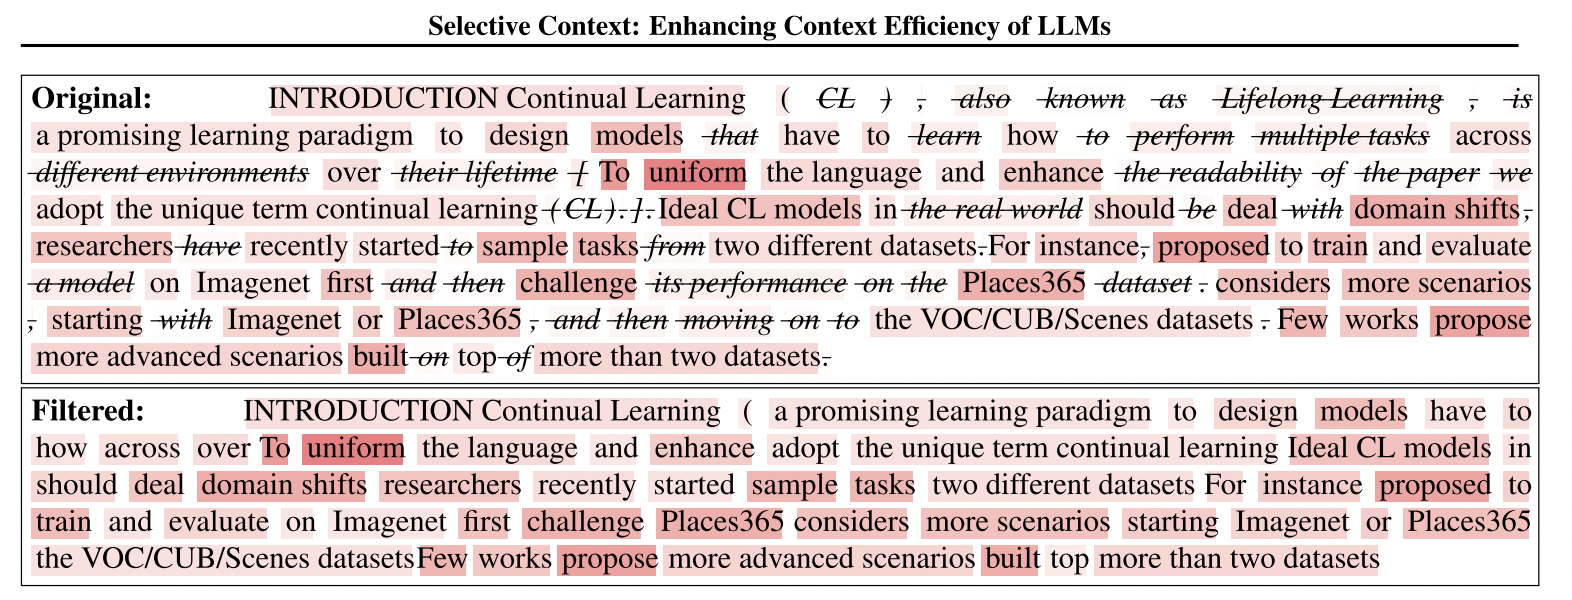 Selective Context: Enhancing Context Efficiency of LLMs
Original: INTRODUCTION Continual Learning ( CL ) , also known as Lifelong Learning , is
a promising learning paradigm to design models that have to learn how to perform multiple tasks across
different environments over their lifetime [ To uniform the language and enhance the readability of the paper we
adopt the unique term continual learning (CL). ]. Ideal CL models in the real world should be deal with domain shifts,
researchers have recently started to sample tasks from two different datasets. For instance, proposed to train and evaluate
a model on Imagenet first and then challenge its performance on the Places365 dataset . considers more scenarios
, starting with Imagenet or Places365 , and then moving on to the VOC/CUB/Scenes datasets . Few works propose
more advanced scenarios built on top of more than two datasets.
Filtered: INTRODUCTION Continual Learning ( a promising learning paradigm to design models have to
how across over To uniform the language and enhance adopt the unique term continual learning Ideal CL models in
should deal domain shifts researchers recently started sample tasks two different datasets For instance proposed to
train and evaluate on Imagenet first challenge Places365 considers more scenarios starting Imagenet or Places365
the VOC/CUB/Scenes datasets Few works propose more advanced scenarios built top more than two datasets